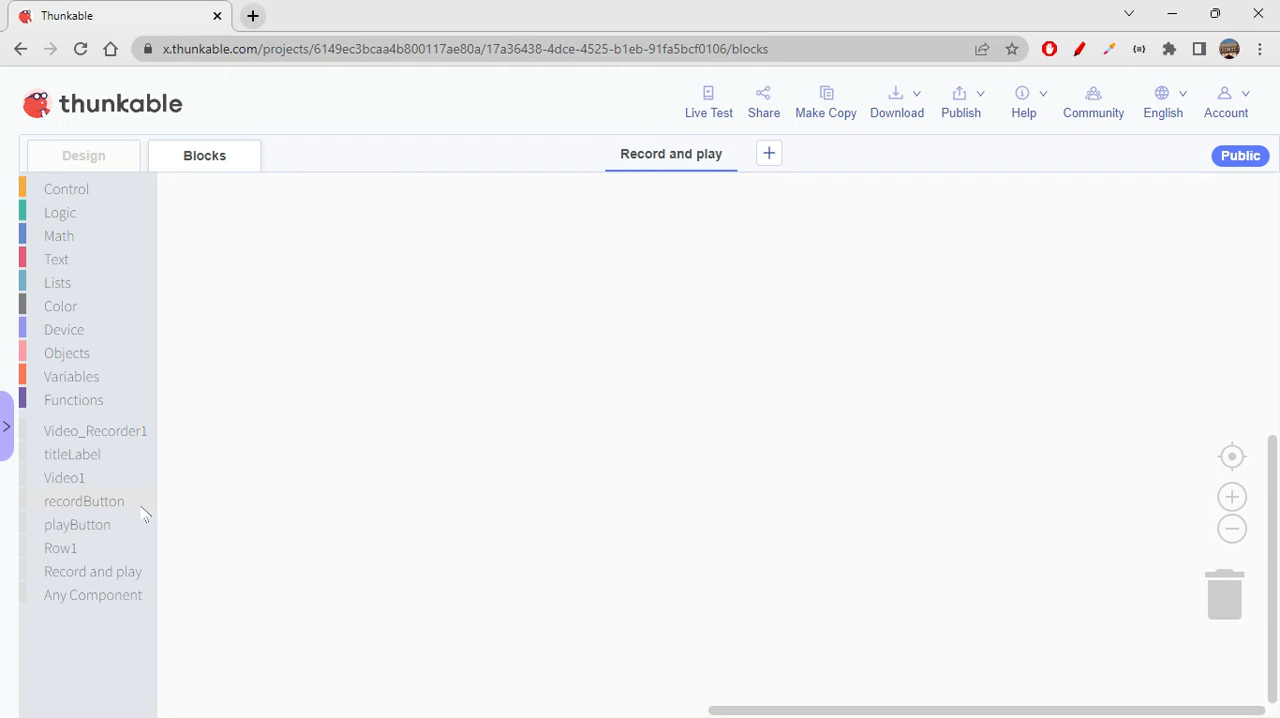 Thunkable
x.thunkable.com/projects/6149ec3bcaa4b800117ae80a/17a36438-4dce-4525-b1eb-91fa5bcf0106/blocks
thunkable
Live Test
Share
Make Copy
Download
Publish
Help
Community
English
Account
Design
Blocks
Record and play
Public
Control
Logic
Math
Text
Lists
Color
Device
Objects
Variables
Functions
Video_Recorder1
titleLabel
Video1
recordButton
playButton
Row1
Record and play
Any Component